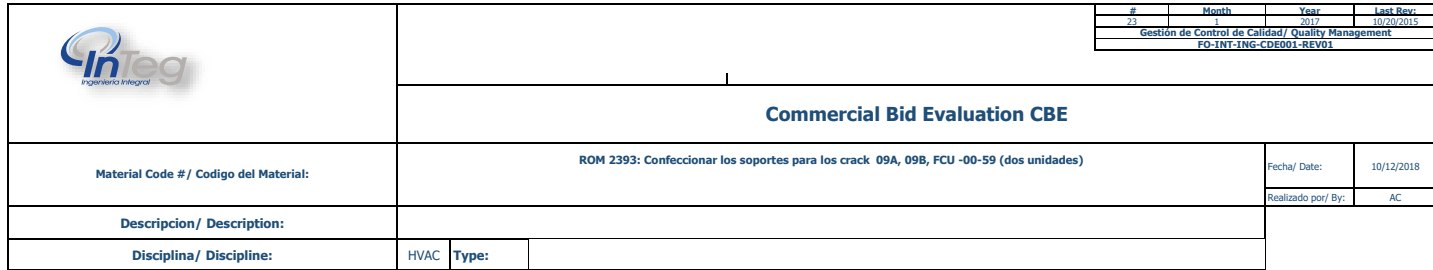 # Month Year Last Rev:
23 1 2017 10/20/2015
Gestión de Control de Calidad/ Quality Management
FO-INT-ING-CDE001-REV01
InTeg
Ingeniería Integral
Commercial Bid Evaluation CBE
Material Code #/ Codigo del Material:
ROM 2393: Confeccionar los soportes para los crack 09A, 09B, FCU -00-59 (dos unidades)
Fecha/ Date: 10/12/2018
Realizado por/ By: AC
Descripcion/ Description:
Disciplina/ Discipline: HVAC Type: